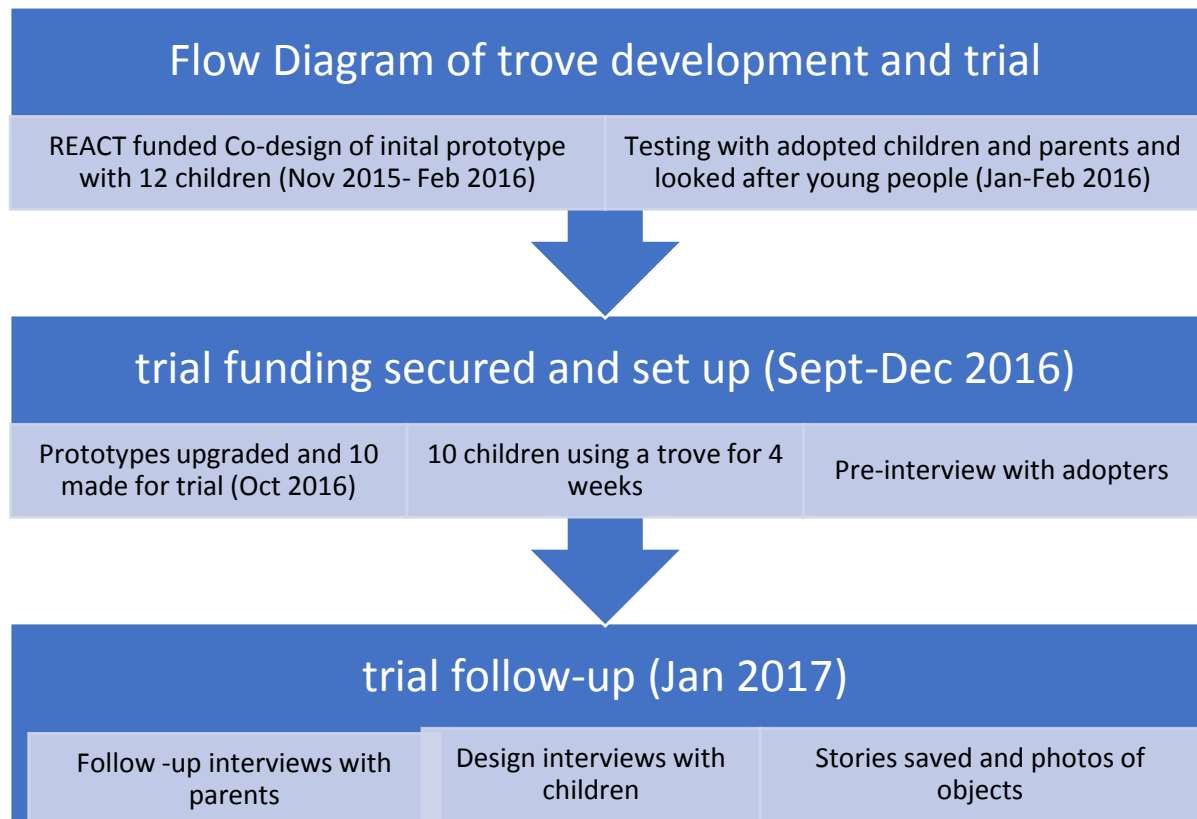 Flow Diagram of trove development and trial
REACT funded Co-design of inital prototype
with 12 children (Nov 2015- Feb 2016)
Testing with adopted children and parents and
looked after young people (Jan-Feb 2016)
trial funding secured and set up (Sept-Dec 2016)
Prototypes upgraded and 10
made for trial (Oct 2016)
10 children using a trove for 4
weeks
Pre-interview with adopters
trial follow-up (Jan 2017)
Follow -up interviews with
parents
Design interviews with
children
Stories saved and photos of
objects